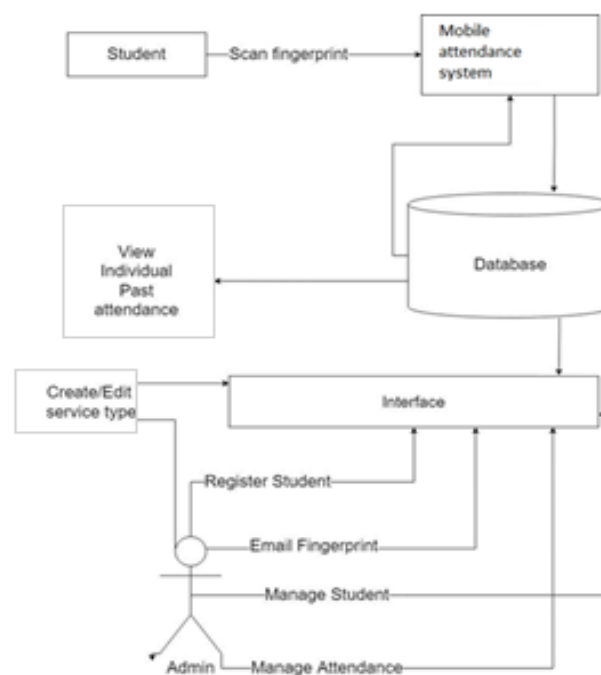 Mobile
attendance
system
Student
Scan fingerprint
View
Individual
Past
attendance
Database
Create/Edit
service type
Interface
Register Student
Email Fingerprint
Manage Student
Admin
Manage Attendance